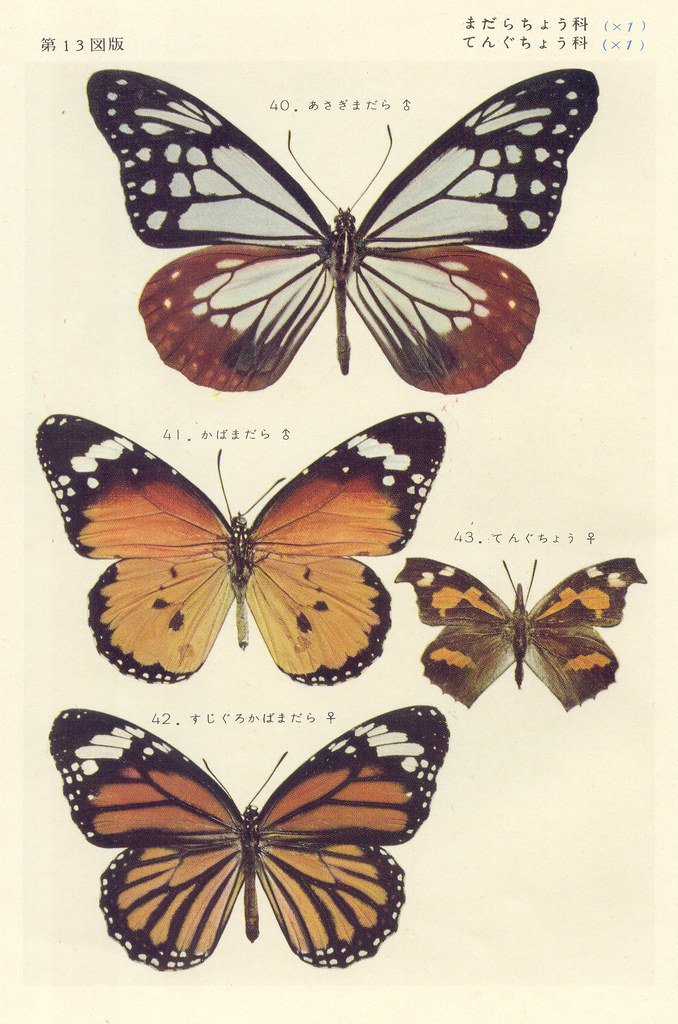 まだらちょう科 (×1)
第13図版 てんぐちょう科 (×1)
40. あさぎまだら ♂
41. かばまだら ♂
43. てんぐちょう ♀
42. すじぐろかばまだら ♀